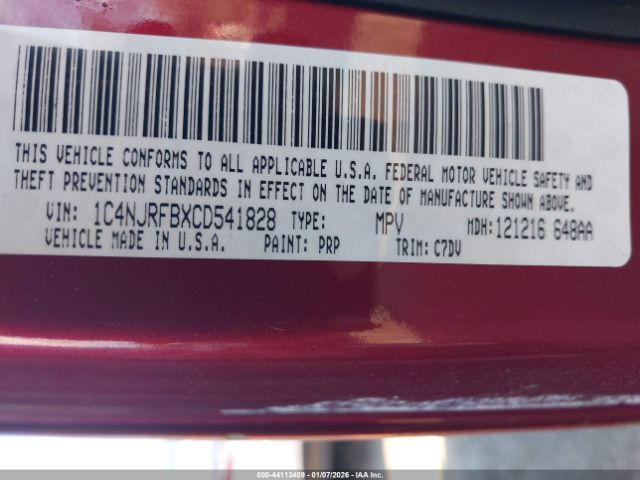 THIS VEHICLE CONFORMS TO ALL APPLICABLE U.S.A. FEDERAL MOTOR VEHICLE SAFETY AND
THEFT PREVENTION STANDARDS IN EFFECT ON THE DATE OF MANUFACTURE SHOWN ABOVE.
VIN: 1C4NJRFBXCD541828 TYPE: MPV MDH: 121216 648AA
VEHICLE MADE IN U.S.A. PAINT: PRP TRIM: C7DV
000-44113409 - 01/07/2026 - IAA Inc.